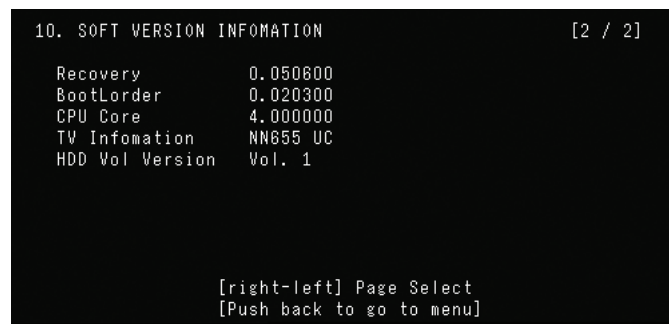 10. SOFT VERSION INFOMATION [2 / 2]
Recovery 0.050600
BootLorder 0.020300
CPU Core 4.000000
TV Infomation NN655 UC
HDD Vol Version Vol. 1
[right-left] Page Select
[Push back to go to menu]